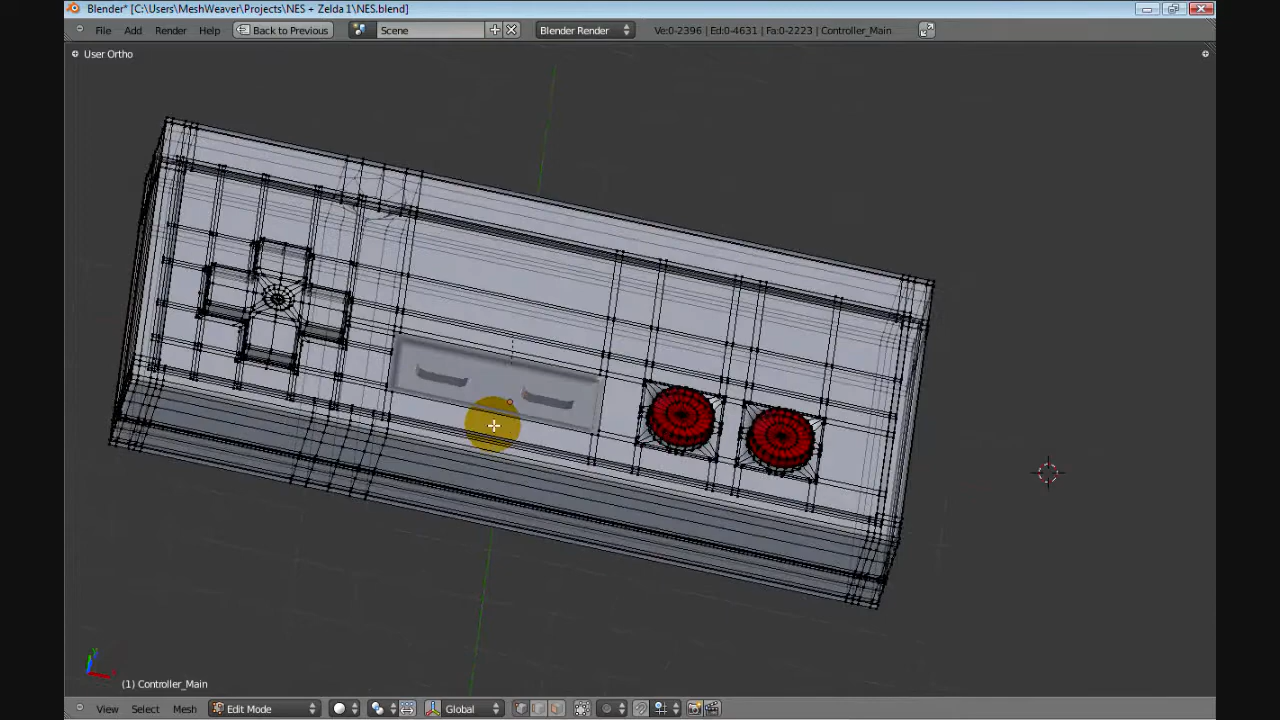 Blender* [C:\Users\MeshWeaver\Projects\NES + Zelda 1\NES.blend]
File Add Render Help Back to Previous Scene Blender Render Ve:0-2396 | Ed:0-4631 | Fa:0-2223 | Controller_Main
User Ortho
(1) Controller_Main
View Select Mesh Edit Mode Global